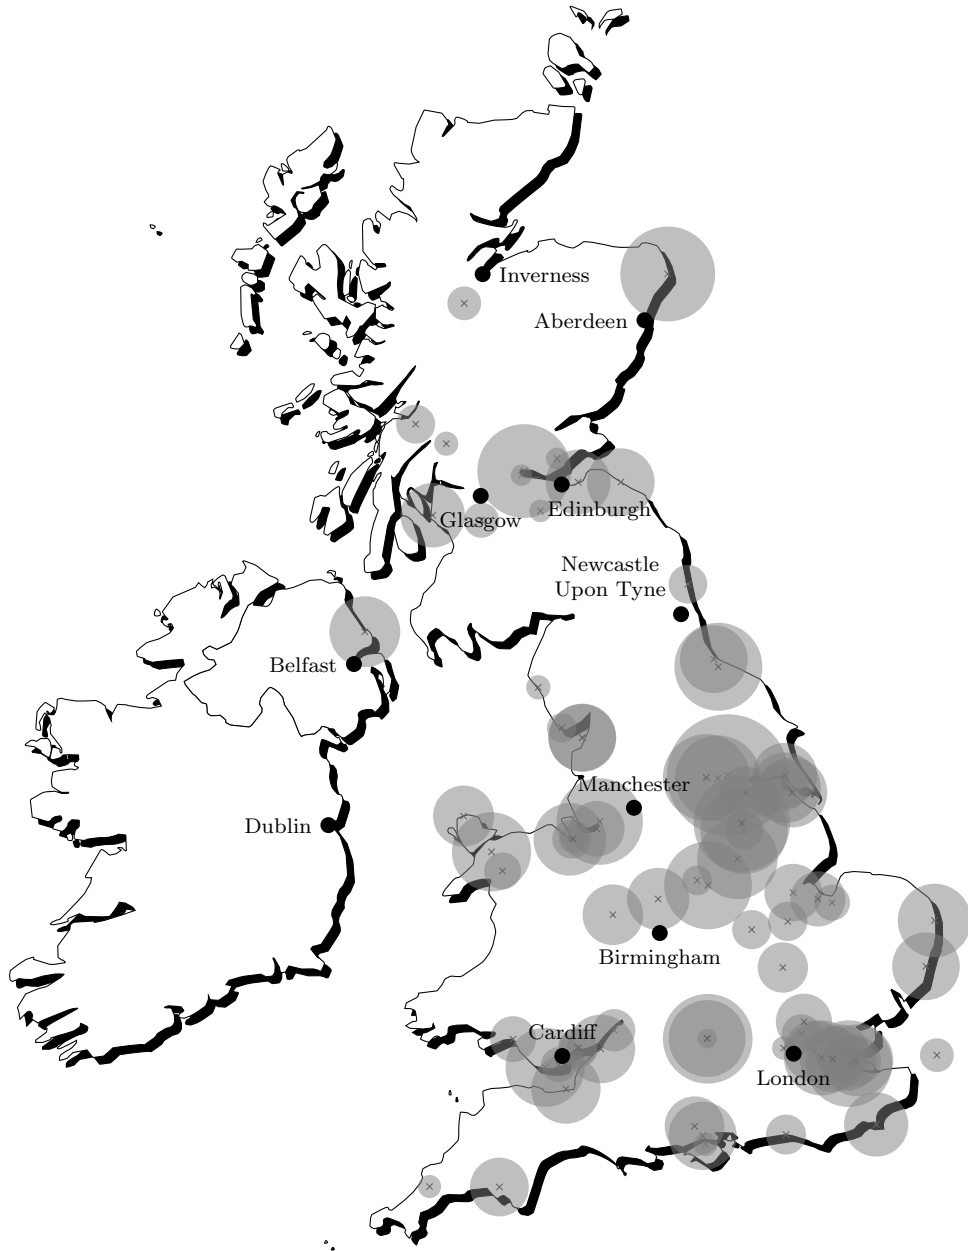 Inverness
Aberdeen
Glasgow
Edinburgh
Newcastle
Upon Tyne
Belfast
Manchester
Dublin
Birmingham
Cardiff
London